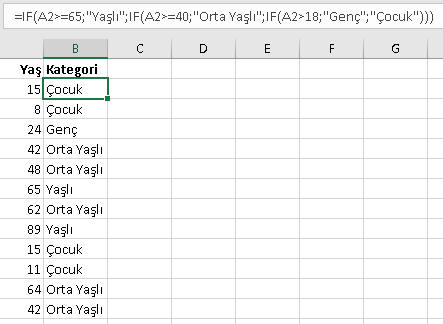 =IF(A2>=65;"Yaşlı";IF(A2>=40;"Orta Yaşlı";IF(A2>18;"Genç";"Çocuk")))
B C D E F G
Yaş Kategori
15 Çocuk
8 Çocuk
24 Genç
42 Orta Yaşlı
48 Orta Yaşlı
65 Yaşlı
62 Orta Yaşlı
89 Yaşlı
15 Çocuk
11 Çocuk
64 Orta Yaşlı
42 Orta Yaşlı